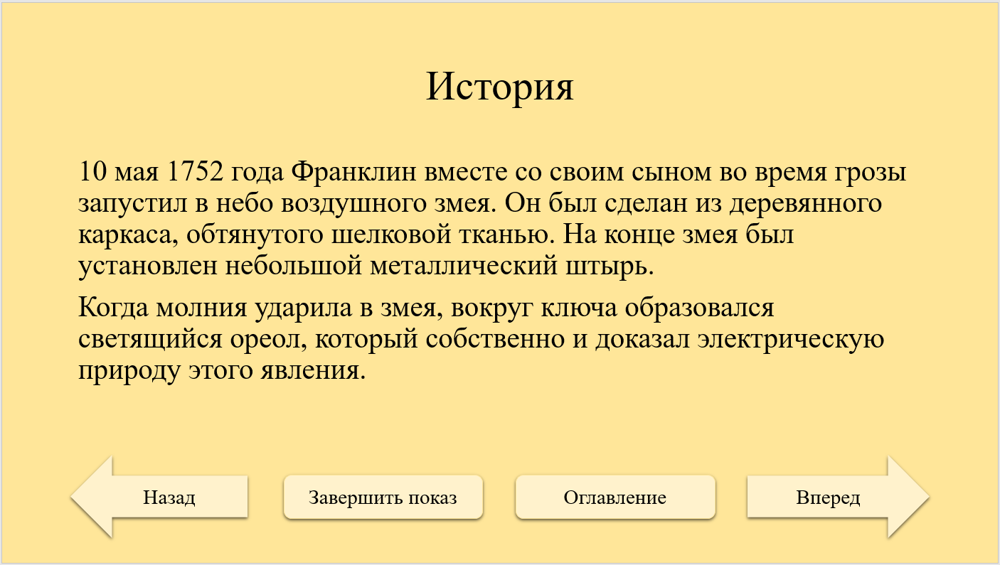 История
10 мая 1752 года Франклин вместе со своим сыном во время грозы
запустил в небо воздушного змея. Он был сделан из деревянного
каркаса, обтянутого шелковой тканью. На конце змея был
установлен небольшой металлический штырь.
Когда молния ударила в змея, вокруг ключа образовался
светящийся ореол, который собственно и доказал электрическую
природу этого явления.
Назад
Завершить показ
Оглавление
Вперед